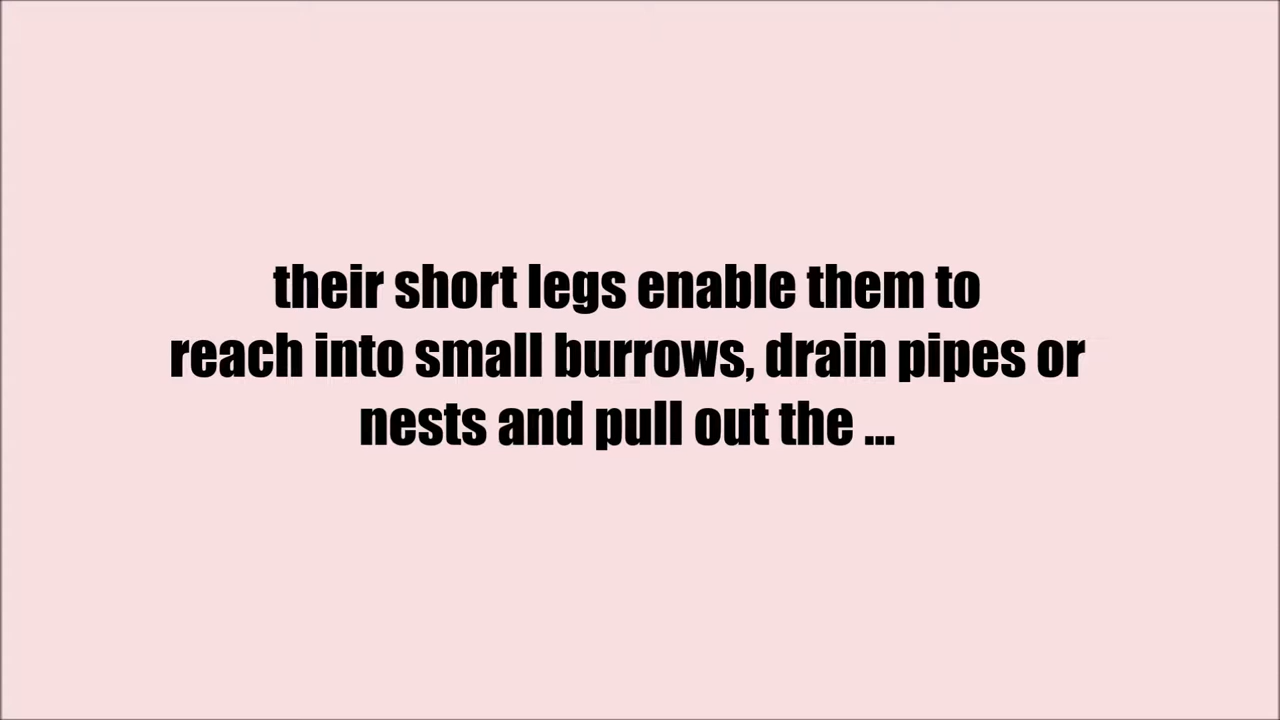 their short legs enable them to
reach into small burrows, drain pipes or
nests and pull out the ...